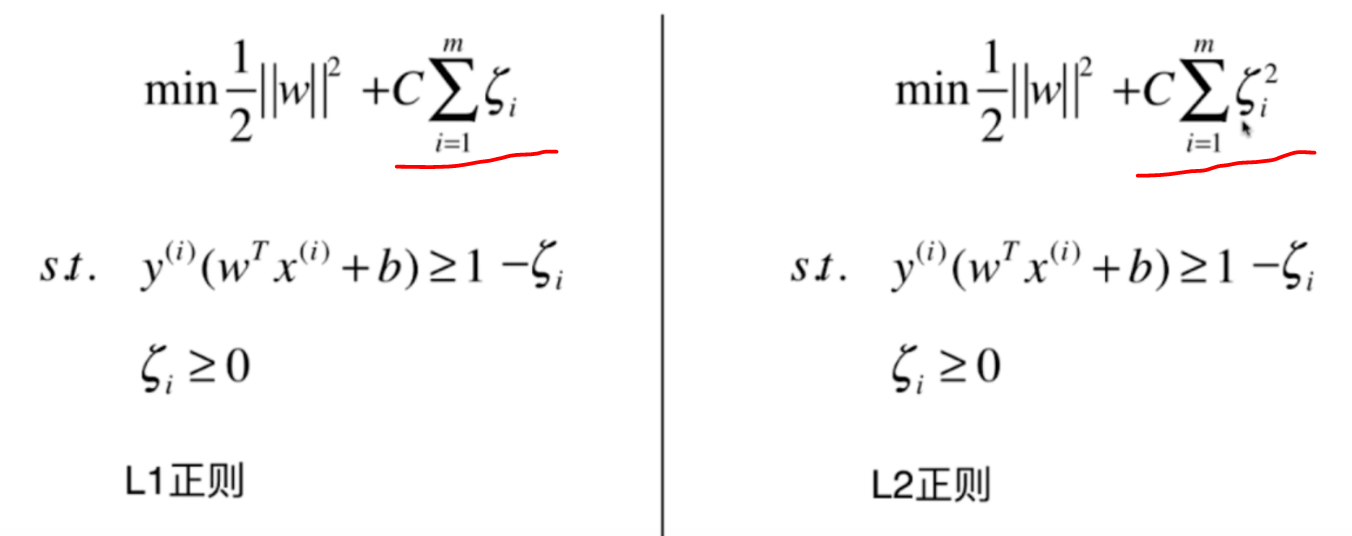 min 1/2 ||w||² + C ∑_{i=1}^{m} ζ_i
s.t. y^{(i)}(w^T x^{(i)} + b) ≥ 1 − ζ_i
ζ_i ≥ 0
L1正则
min 1/2 ||w||² + C ∑_{i=1}^{m} ζ_i²
s.t. y^{(i)}(w^T x^{(i)} + b) ≥ 1 − ζ_i
ζ_i ≥ 0
L2正则